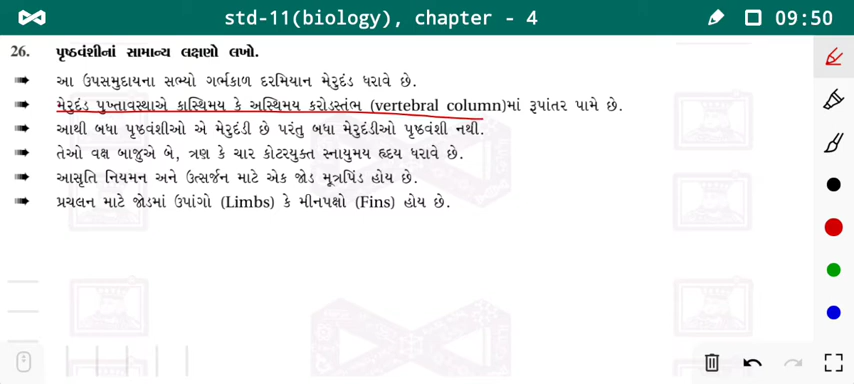 std-11(biology), chapter - 4
09:50
26. પૃષ્ઠવંશીનાં સામાન્ય લક્ષણો લખો.
આ ઉપસમુદાયના સભ્યો ગર્ભકાળ દરમિયાન મેરુદંડ ધરાવે છે.
મેરુદંડ પુખ્તાવસ્થાએ કાસ્થિમય કે અસ્થિમય કરોડસ્તંભ (vertebral column)માં રૂપાંતર પામે છે.
આથી બધા પૃષ્ઠવંશીઓ એ મેરુદંડી છે પરંતુ બધા મેરુદંડીઓ પૃષ્ઠવંશી નથી.
તેઓ વક્ષ બાજુએ બે, ત્રણ કે ચાર કોટરયુક્ત સ્નાયુમય હૃદય ધરાવે છે.
આસૃતિ નિયમન અને ઉત્સર્જન માટે એક જોડ મૂત્રપિંડ હોય છે.
પ્રચલન માટે જોડમાં ઉપાંગો (Limbs) કે મીનપક્ષો (Fins) હોય છે.